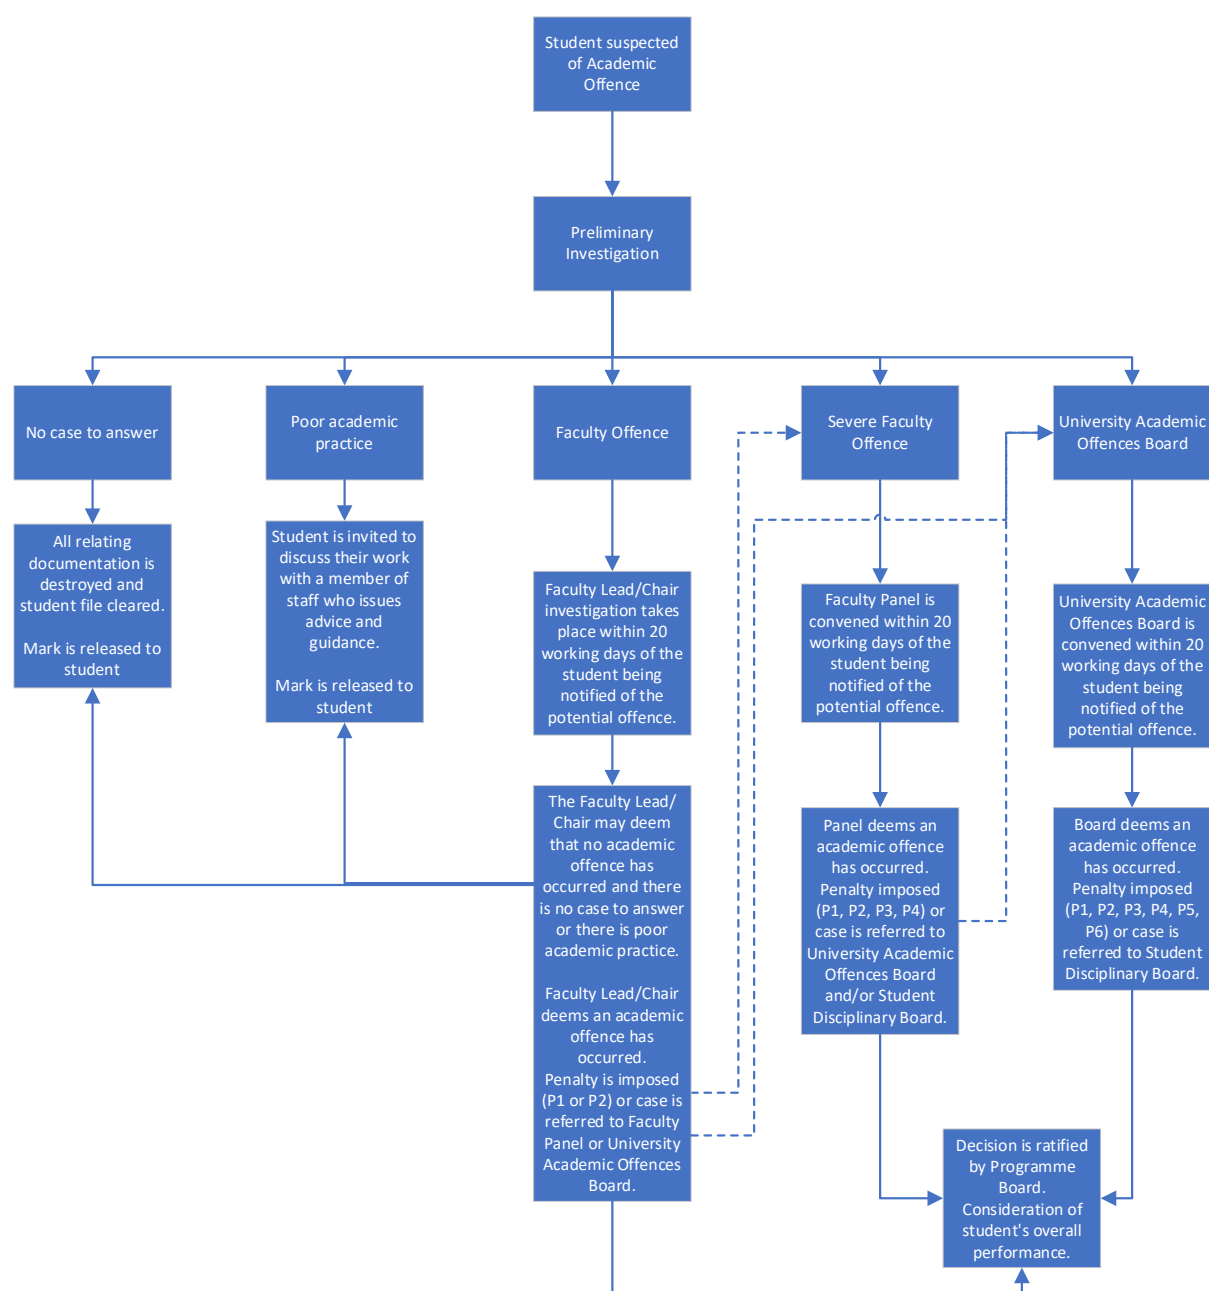 Student suspected
of Academic
Offence
Preliminary
Investigation
No case to answer
Poor academic
practice
Faculty Offence
Severe Faculty
Offence
University Academic
Offences Board
All relating
documentation is
destroyed and
student file cleared.
Mark is released to
student
Student is invited to
discuss their work
with a member of
staff who issues
advice and
guidance.
Mark is released to
student
Faculty Lead/Chair
investigation takes
place within 20
working days of the
student being
notified of the
potential offence.
Faculty Panel is
convened within 20
working days of the
student being
notified of the
potential offence.
University Academic
Offences Board is
convened within 20
working days of the
student being
notified of the
potential offence.
The Faculty Lead/
Chair may deem
that no academic
offence has
occurred and there
is no case to answer
or there is poor
academic practice.
Faculty Lead/Chair
deems an academic
offence has
occurred.
Penalty is imposed
(P1 or P2) or case is
referred to Faculty
Panel or University
Academic Offences
Board.
Panel deems an
academic offence
has occurred.
Penalty imposed
(P1, P2, P3, P4) or
case is referred to
University Academic
Offences Board
and/or Student
Disciplinary Board.
Board deems an
academic offence
has occurred.
Penalty imposed
(P1, P2, P3, P4, P5,
P6) or case is
referred to Student
Disciplinary Board.
Decision is ratified
by Programme
Board.
Consideration of
student's overall
performance.